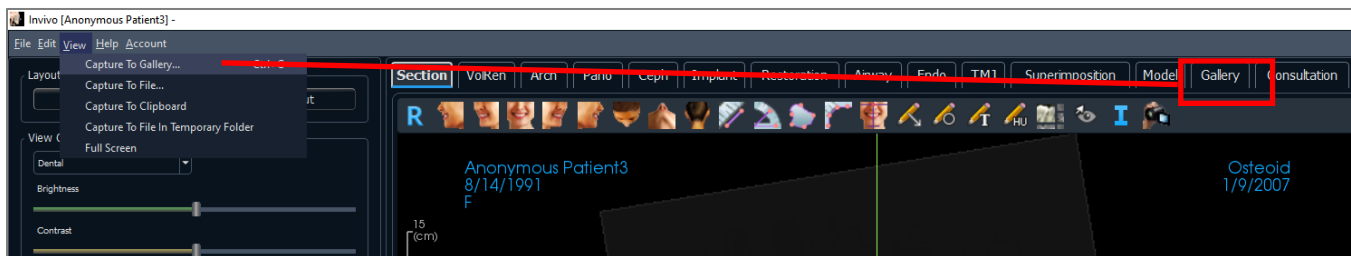 Invivo [Anonymous Patient3] -
File Edit View Help Account
Capture To Gallery...
Capture To File...
Capture To Clipboard
Capture To File In Temporary Folder
Full Screen
Layout
View
Dental
Brightness
Contrast
Section VolRen Arch Pano Ceph Implant Restoration Airway Endo TMJ Superimposition Model Gallery Consultation
R T HU I
Anonymous Patient3
8/14/1991
F
Osteoid
1/9/2007
15
(cm)